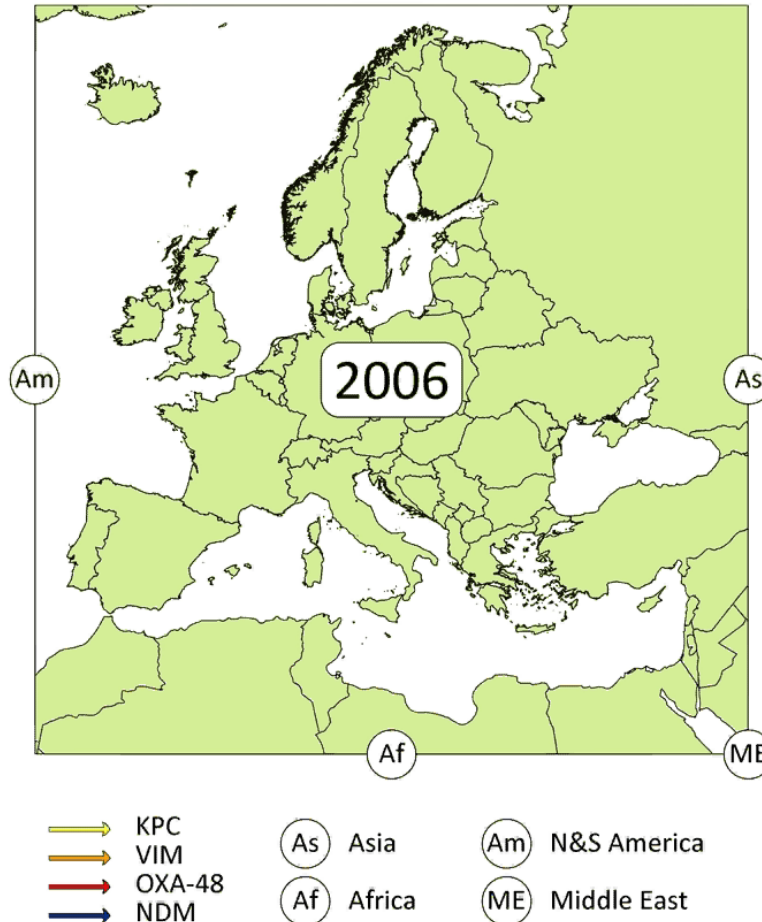 2006
Am
As
Af
ME
KPC
VIM
OXA-48
NDM
As Asia
Af Africa
Am N&S America
ME Middle East